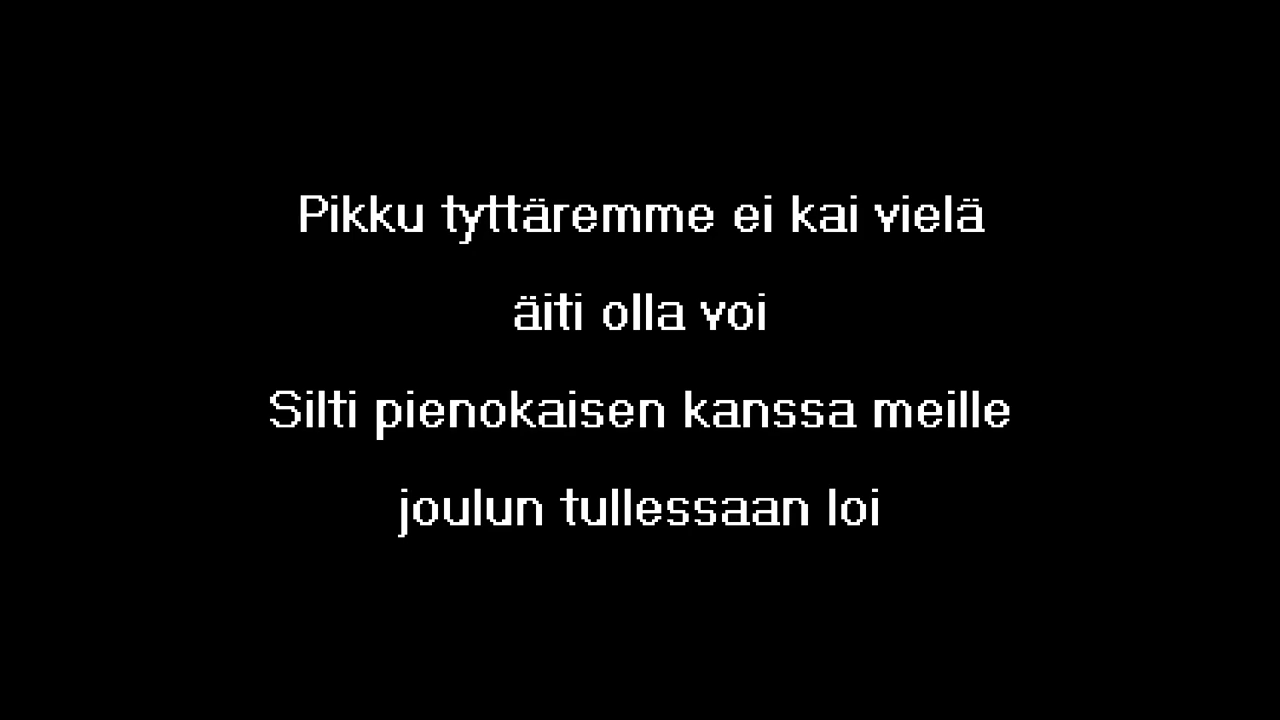 Pikku tyttäremme ei kai vielä
äiti olla voi
Silti pienokaisen kanssa meille
joulun tullessaan loi